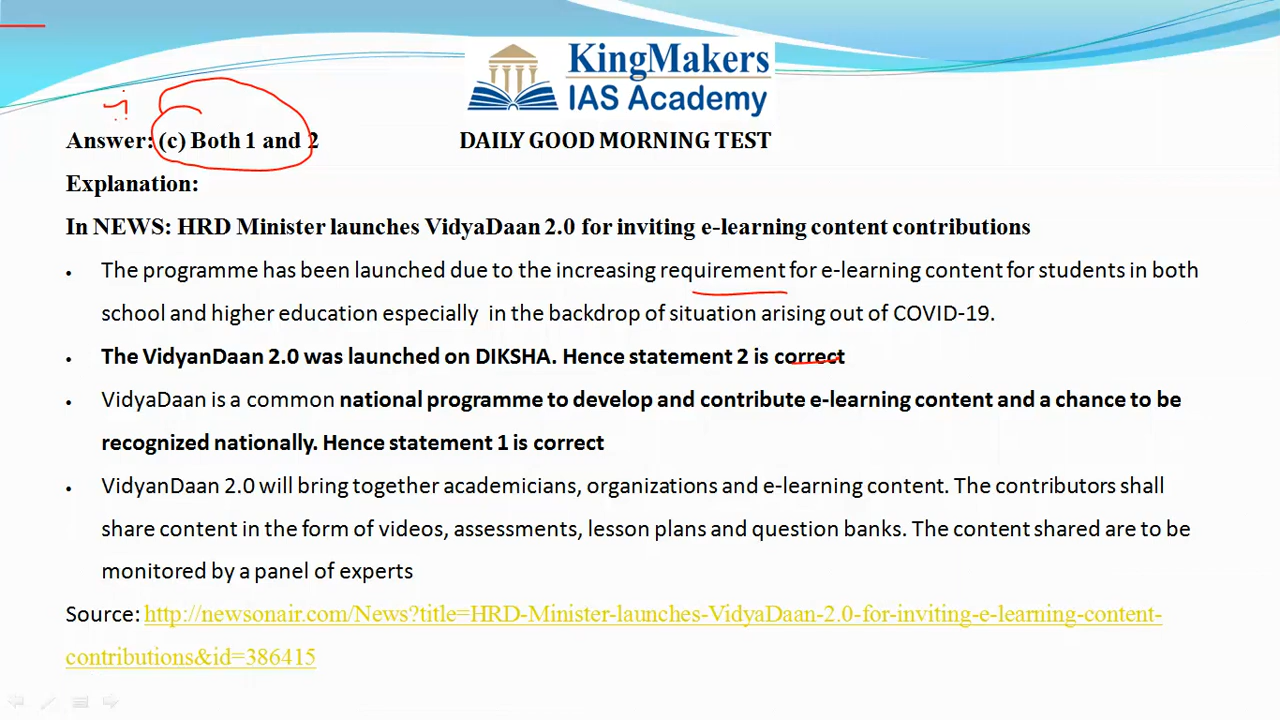 KingMakers
IAS Academy
Answer: (c) Both 1 and 2
DAILY GOOD MORNING TEST
Explanation:
In NEWS: HRD Minister launches VidyaDaan 2.0 for inviting e-learning content contributions
• The programme has been launched due to the increasing requirement for e-learning content for students in both
school and higher education especially in the backdrop of situation arising out of COVID-19.
• The VidyanDaan 2.0 was launched on DIKSHA. Hence statement 2 is correct
• VidyaDaan is a common national programme to develop and contribute e-learning content and a chance to be
recognized nationally. Hence statement 1 is correct
• VidyanDaan 2.0 will bring together academicians, organizations and e-learning content. The contributors shall
share content in the form of videos, assessments, lesson plans and question banks. The content shared are to be
monitored by a panel of experts
Source: http://newsonair.com/News?title=HRD-Minister-launches-VidyaDaan-2.0-for-inviting-e-learning-content-
contributions&id=386415